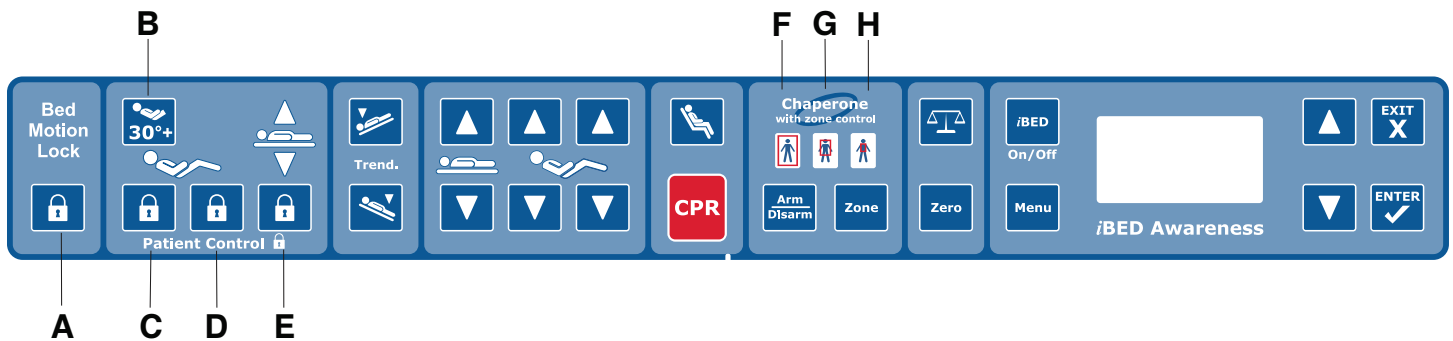 B
F G H
Bed
Motion
Lock
30°+
Patient Control
Trend.
CPR
Chaperone
with zone control
Arm
Disarm
Zone
Zero
iBED
On/Off
Menu
iBED Awareness
EXIT
X
ENTER
A
C D E